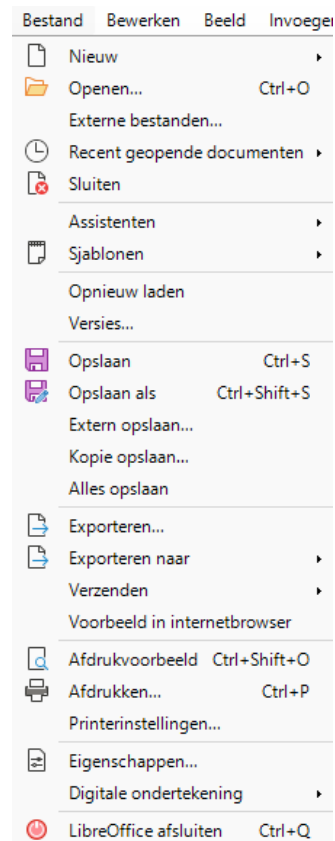 Bestand Bewerken Beeld Invoegen
Nieuw
Openen... Ctrl+O
Externe bestanden...
Recent geopende documenten
Sluiten
Assistenten
Sjablonen
Opnieuw laden
Versies...
Opslaan Ctrl+S
Opslaan als Ctrl+Shift+S
Extern opslaan...
Kopie opslaan...
Alles opslaan
Exporteren...
Exporteren naar
Verzenden
Voorbeeld in internetbrowser
Afdrukvoorbeeld Ctrl+Shift+O
Afdrukken... Ctrl+P
Printerinstellingen...
Eigenschappen...
Digitale ondertekening
LibreOffice afsluiten Ctrl+Q